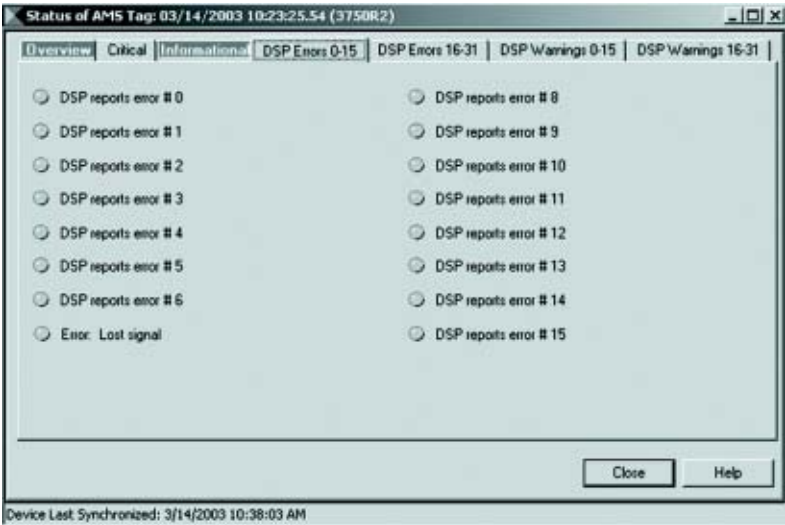 Status of AMS Tag: 03/14/2003 10:23:25.54 (3750R2)
Overview Critical Informational DSP Errors 0-15 DSP Errors 16-31 DSP Warnings 0-15 DSP Warnings 16-31
DSP reports error # 0
DSP reports error # 1
DSP reports error # 2
DSP reports error # 3
DSP reports error # 4
DSP reports error # 5
DSP reports error # 6
Error: Lost signal
DSP reports error # 8
DSP reports error # 9
DSP reports error # 10
DSP reports error # 11
DSP reports error # 12
DSP reports error # 13
DSP reports error # 14
DSP reports error # 15
Close Help
Device Last Synchronized: 3/14/2003 10:38:03 AM